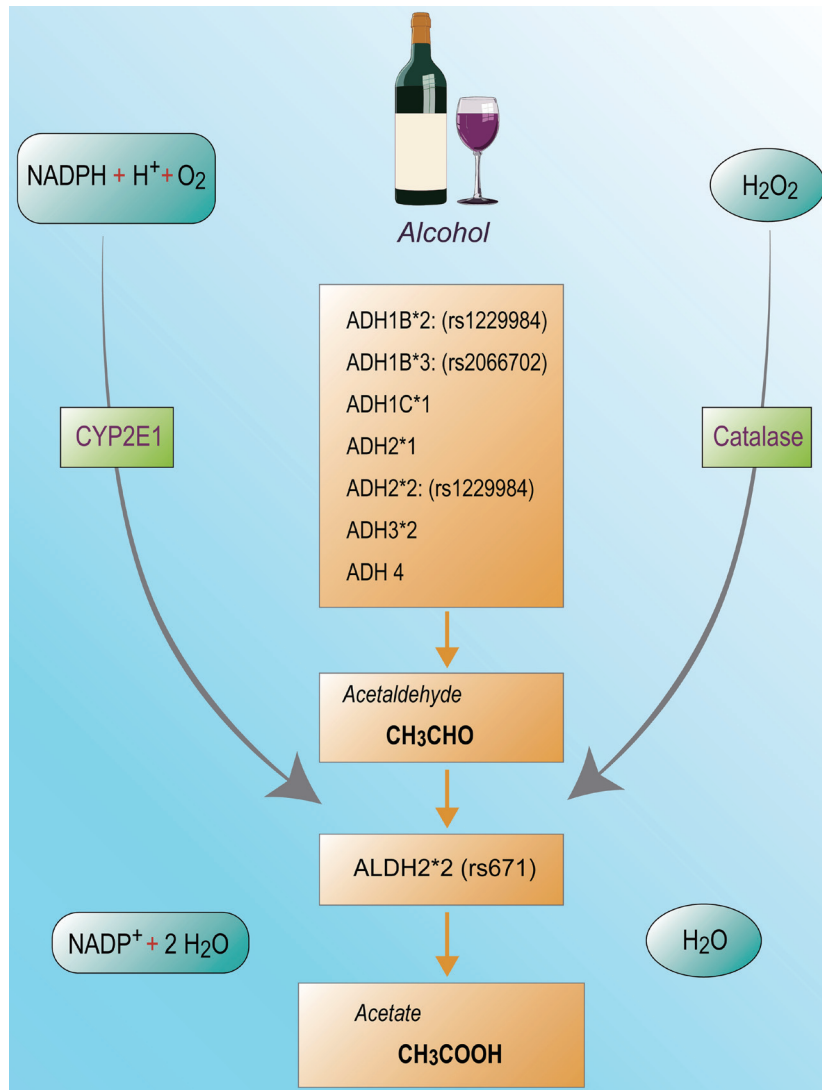 NADPH + H⁺ + O₂
H₂O₂
Alcohol
ADH1B*2: (rs1229984)
ADH1B*3: (rs2066702)
ADH1C*1
ADH2*1
ADH2*2: (rs1229984)
ADH3*2
ADH 4
CYP2E1
Catalase
Acetaldehyde
CH₃CHO
ALDH2*2 (rs671)
NADP⁺ + 2 H₂O
H₂O
Acetate
CH₃COOH